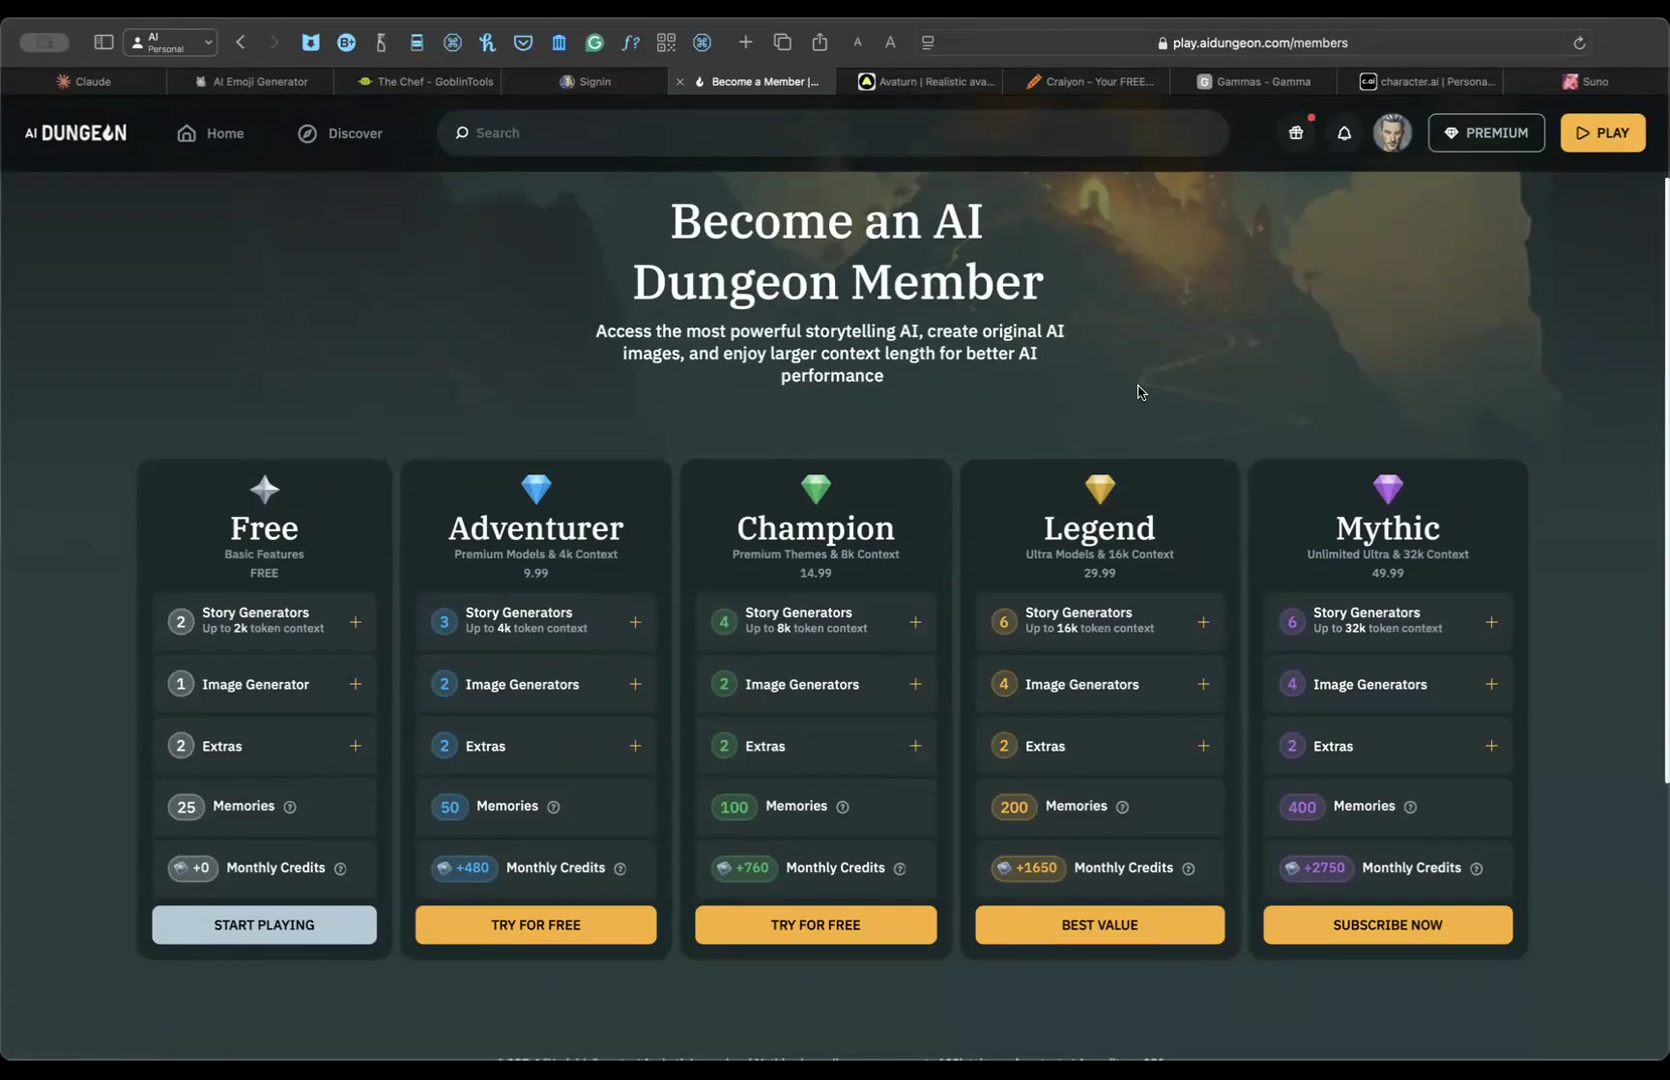 AI
Personal
play.aidungeon.com/members
Claude
AI Emoji Generator
The Chef - GoblinTools
Signin
Become a Member |...
Avaturn | Realistic ava...
Craiyon - Your FREE...
Gammas - Gamma
character.ai | Persona...
Suno
AI DUNGEON
Home
Discover
Search
PREMIUM
PLAY
Become an AI
Dungeon Member
Access the most powerful storytelling AI, create original AI
images, and enjoy larger context length for better AI
performance
Free
Basic Features
FREE
2 Story Generators
Up to 2k token context
1 Image Generator
2 Extras
25 Memories
+0 Monthly Credits
START PLAYING
Adventurer
Premium Models & 4k Context
9.99
3 Story Generators
Up to 4k token context
2 Image Generators
2 Extras
50 Memories
+480 Monthly Credits
TRY FOR FREE
Champion
Premium Themes & 8k Context
14.99
4 Story Generators
Up to 8k token context
2 Image Generators
2 Extras
100 Memories
+760 Monthly Credits
TRY FOR FREE
Legend
Ultra Models & 16k Context
29.99
6 Story Generators
Up to 16k token context
4 Image Generators
2 Extras
200 Memories
+1650 Monthly Credits
BEST VALUE
Mythic
Unlimited Ultra & 32k Context
49.99
6 Story Generators
Up to 32k token context
4 Image Generators
2 Extras
400 Memories
+2750 Monthly Credits
SUBSCRIBE NOW